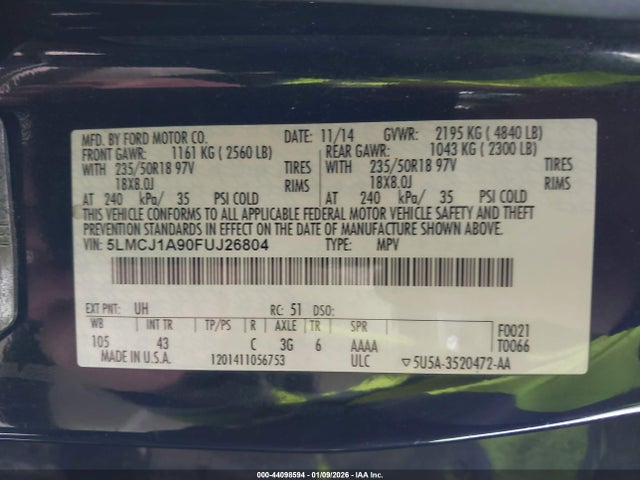 MFD. BY FORD MOTOR CO. DATE: 11/14 GVWR: 2195 KG ( 4840 LB)
FRONT GAWR: 1161 KG ( 2560 LB) REAR GAWR: 1043 KG ( 2300 LB)
WITH 235/50R18 97V TIRES WITH 235/50R18 97V TIRES
18X8.0J RIMS 18X8.0J RIMS
AT 240 kPa/ 35 PSI COLD AT 240 kPa/ 35 PSI COLD
THIS VEHICLE CONFORMS TO ALL APPLICABLE FEDERAL MOTOR VEHICLE SAFETY AND THEFT
PREVENTION STANDARDS IN EFFECT ON THE DATE OF MANUFACTURE SHOWN ABOVE.
VIN: 5LMCJ1A90FUJ26804 TYPE: MPV
EXT PNT: UH RC: 51 DSO:
WB INT TR TP/PS R AXLE TR SPR F0021
105 43 C 3G 6 AAAA T0066
MADE IN U.S.A. 1201411056753 ULC ▽5U5A-3520472-AA
000-44098594 | 01/09/2026 | IAA Inc.